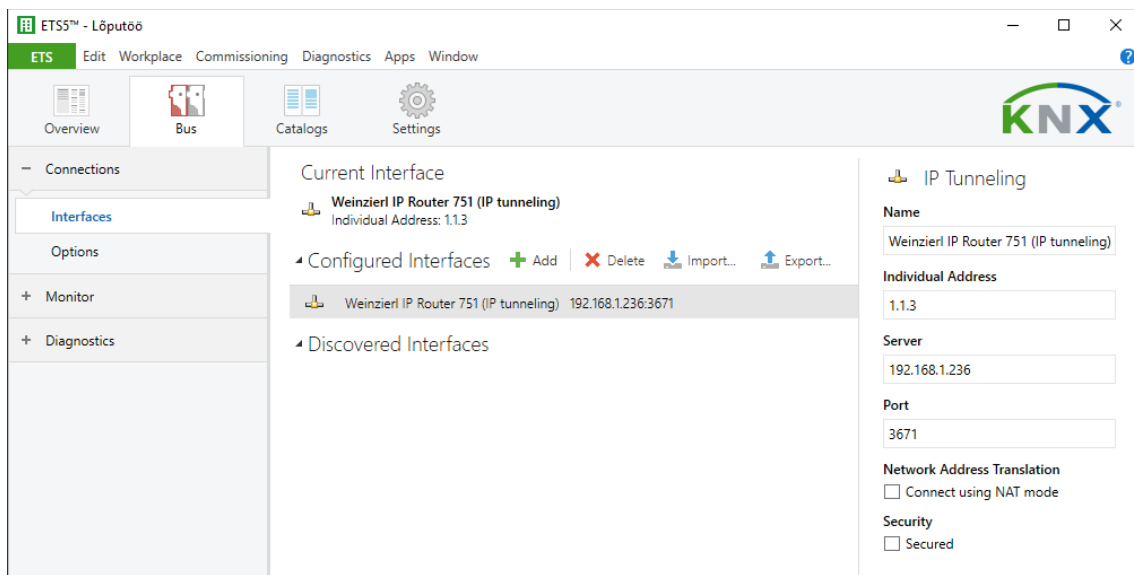 ETS5™ - Lõputöö
ETS Edit Workplace Commissioning Diagnostics Apps Window
?
Overview
Bus
Catalogs
Settings
KNX
Connections
Interfaces
Options
Monitor
Diagnostics
Current Interface
Weinzierl IP Router 751 (IP tunneling)
Individual Address: 1.1.3
Configured Interfaces Add Delete Import... Export...
Weinzierl IP Router 751 (IP tunneling) 192.168.1.236:3671
Discovered Interfaces
IP Tunneling
Name
Weinzierl IP Router 751 (IP tunneling)
Individual Address
1.1.3
Server
192.168.1.236
Port
3671
Network Address Translation
Connect using NAT mode
Security
Secured